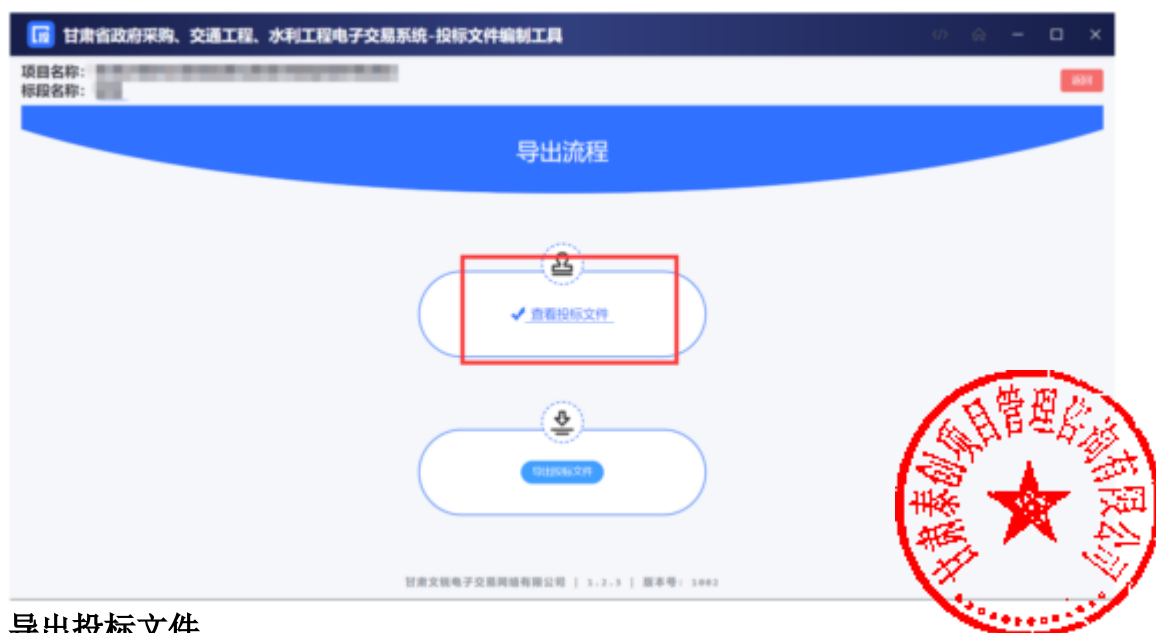 甘肃省政府采购、交通工程、水利工程电子交易系统-投标文件编制工具
项目名称：
标段名称：
返回
导出流程
查看投标文件
导出投标文件
甘肃文锐电子交易网络有限公司 | 1.2.3 | 版本号: 1002
甘肃泰创项目管理咨询有限公司
导出投标文件